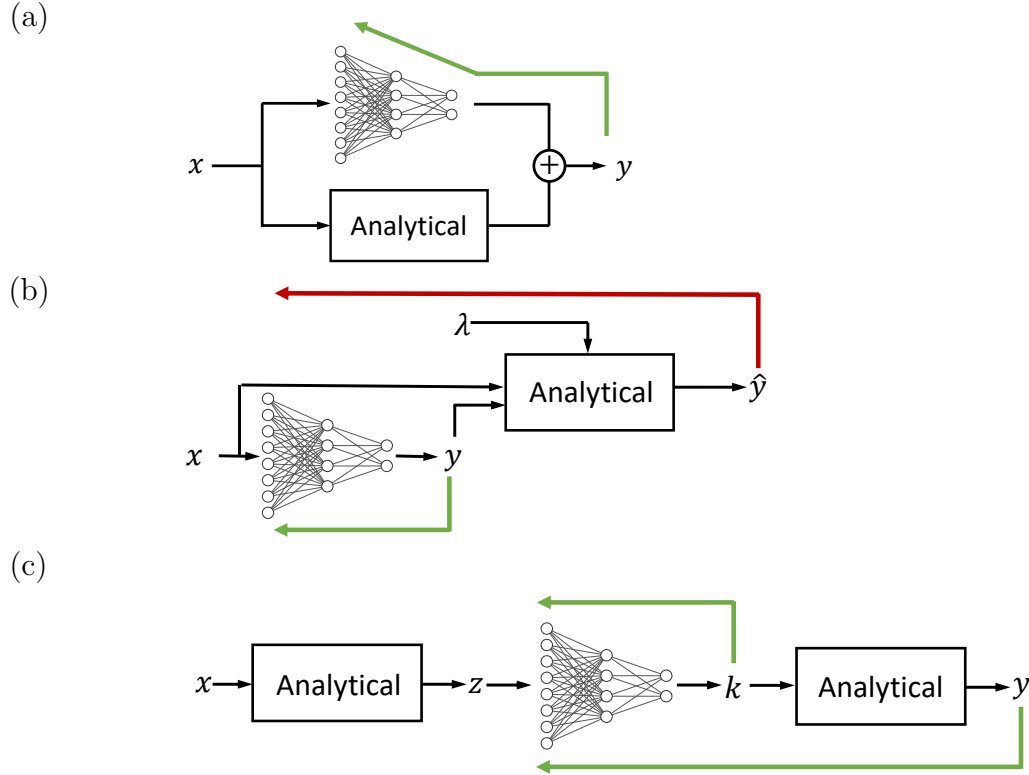 (a)
x
Analytical
+
y
(b)
λ
Analytical
ŷ
x
y
(c)
x
Analytical
z
k
Analytical
y